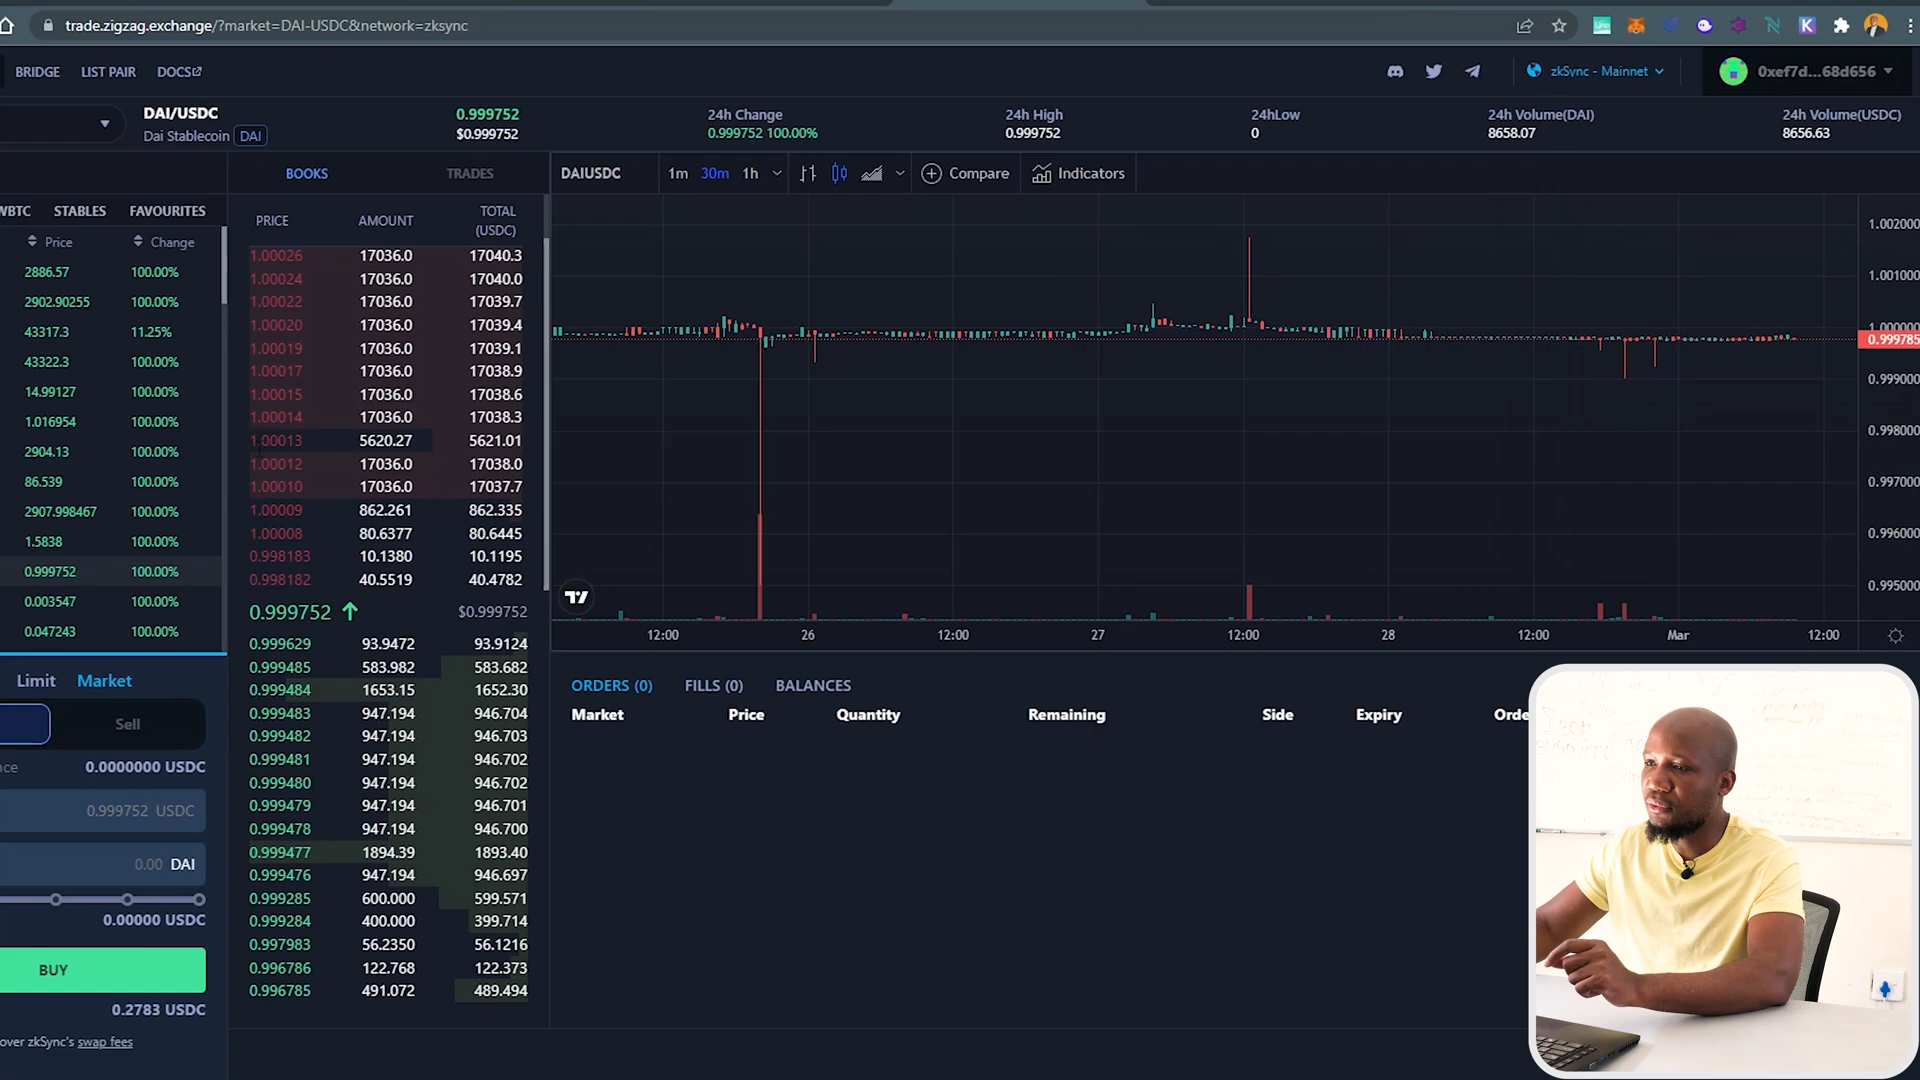 trade.zigzag.exchange/?market=DAI-USDC&network=zksync
BRIDGE LIST PAIR DOCS
zkSync - Mainnet
0xef7d...68d656
DAI/USDC
Dai Stablecoin DAI
0.999752
$0.999752
24h Change
0.999752 100.00%
24h High
0.999752
24hLow
0
24h Volume(DAI)
8658.07
24h Volume(USDC)
8656.63
WBTC STABLES FAVOURITES
Price Change
2886.57 100.00%
2902.90255 100.00%
43317.3 11.25%
43322.3 100.00%
14.99127 100.00%
1.016954 100.00%
2904.13 100.00%
86.539 100.00%
2907.998467 100.00%
1.5838 100.00%
0.999752 100.00%
0.003547 100.00%
0.047243 100.00%
Limit Market
Sell
nce 0.0000000 USDC
0.999752 USDC
0.00 DAI
0.00000 USDC
BUY
0.2783 USDC
over zkSync's swap fees
BOOKS TRADES
PRICE AMOUNT TOTAL (USDC)
1.00026 17036.0 17040.3
1.00024 17036.0 17040.0
1.00022 17036.0 17039.7
1.00020 17036.0 17039.4
1.00019 17036.0 17039.1
1.00017 17036.0 17038.9
1.00015 17036.0 17038.6
1.00014 17036.0 17038.3
1.00013 5620.27 5621.01
1.00012 17036.0 17038.0
1.00010 17036.0 17037.7
1.00009 862.261 862.335
1.00008 80.6377 80.6445
0.998183 10.1380 10.1195
0.998182 40.5519 40.4782
0.999752 $0.999752
0.999629 93.9472 93.9124
0.999485 583.982 583.682
0.999484 1653.15 1652.30
0.999483 947.194 946.704
0.999482 947.194 946.703
0.999481 947.194 946.702
0.999480 947.194 946.702
0.999479 947.194 946.701
0.999478 947.194 946.700
0.999477 1894.39 1893.40
0.999476 947.194 946.697
0.999285 600.000 599.571
0.999284 400.000 399.714
0.997983 56.2350 56.1216
0.996786 122.768 122.373
0.996785 491.072 489.494
DAIUSDC 1m 30m 1h Compare Indicators
1.002000
1.001000
1.000000
0.999785
0.999000
0.998000
0.997000
0.996000
0.995000
12:00 26 12:00 27 12:00 28 12:00 Mar 12:00
ORDERS (0) FILLS (0) BALANCES
Market Price Quantity Remaining Side Expiry Orde